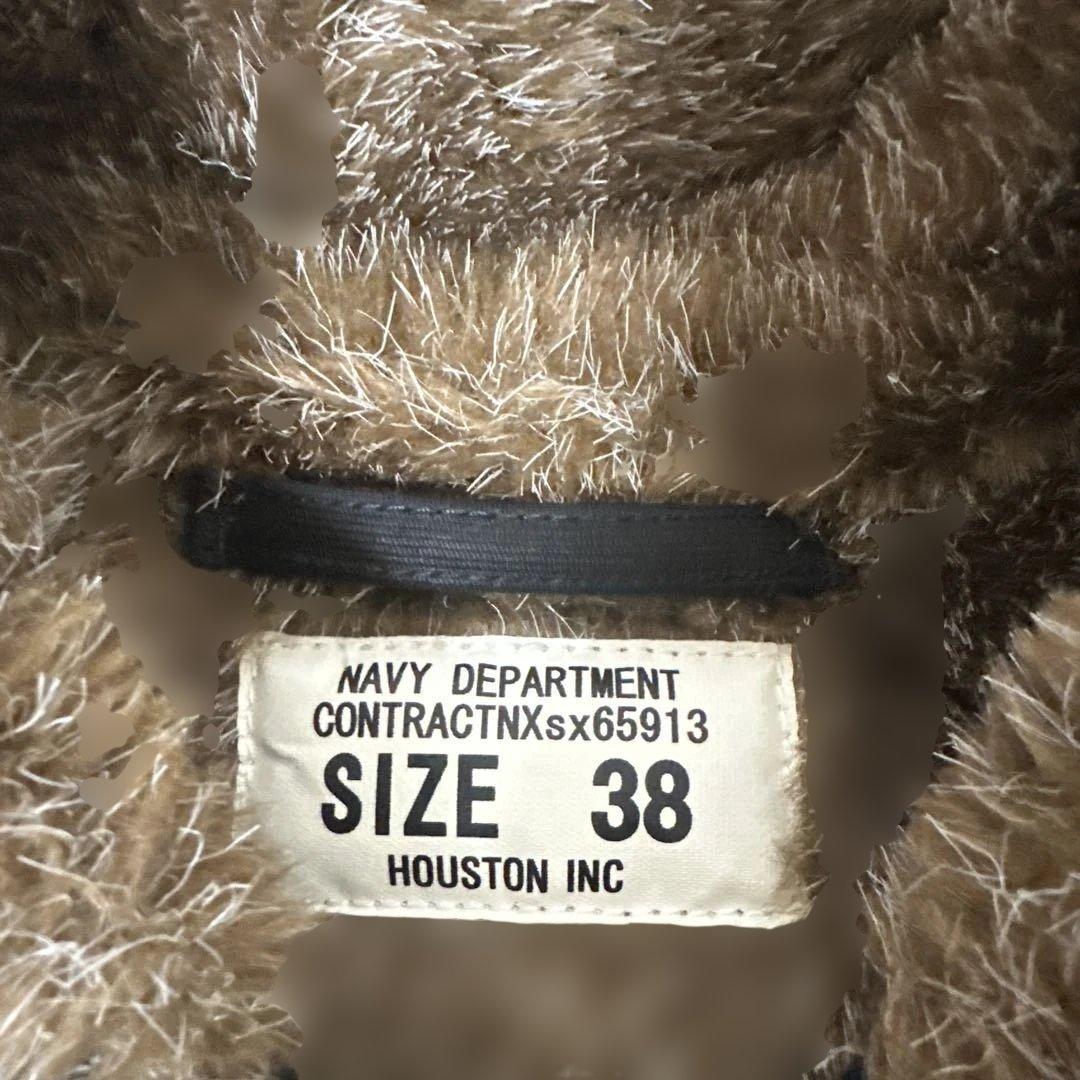 NAVY DEPARTMENT
CONTRACTNXsx65913
SIZE 38
HOUSTON INC